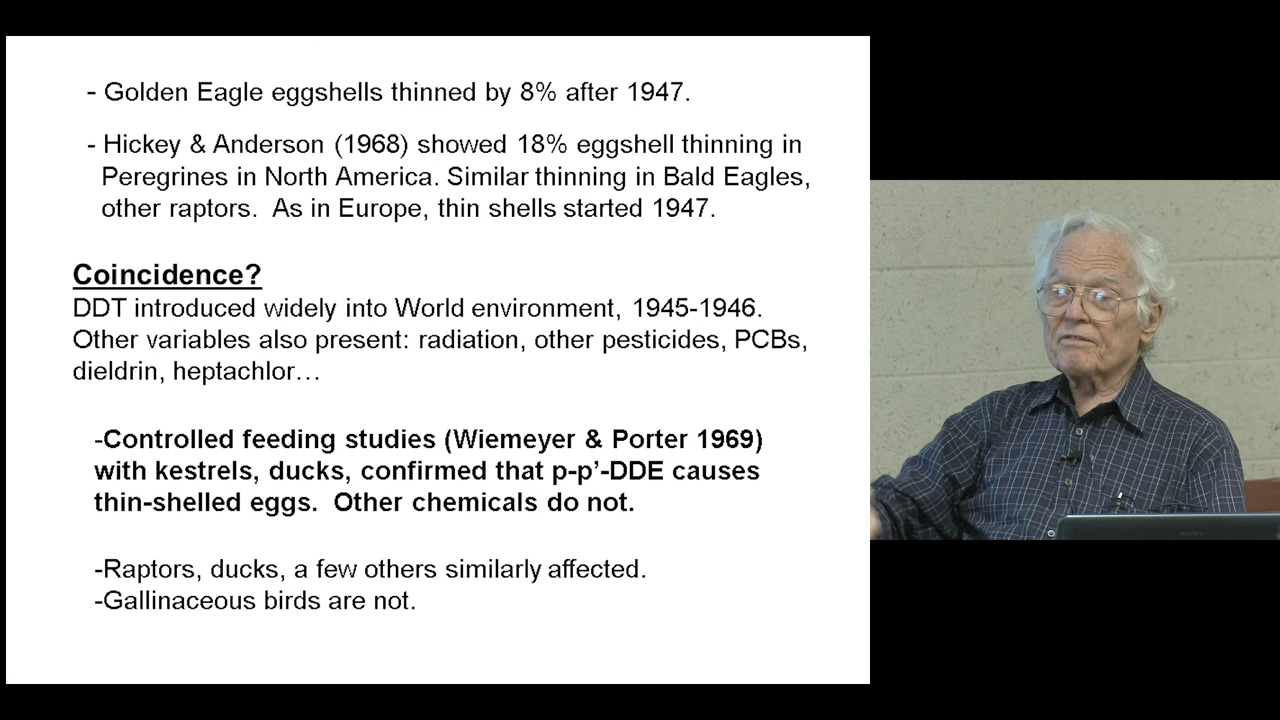 - Golden Eagle eggshells thinned by 8% after 1947.
- Hickey & Anderson (1968) showed 18% eggshell thinning in
Peregrines in North America. Similar thinning in Bald Eagles,
other raptors.  As in Europe, thin shells started 1947.
Coincidence?
DDT introduced widely into World environment, 1945-1946.
Other variables also present: radiation, other pesticides, PCBs,
dieldrin, heptachlor…
-Controlled feeding studies (Wiemeyer & Porter 1969)
with kestrels, ducks, confirmed that p-p’-DDE causes
thin-shelled eggs.  Other chemicals do not.
-Raptors, ducks, a few others similarly affected.
-Gallinaceous birds are not.
SONY